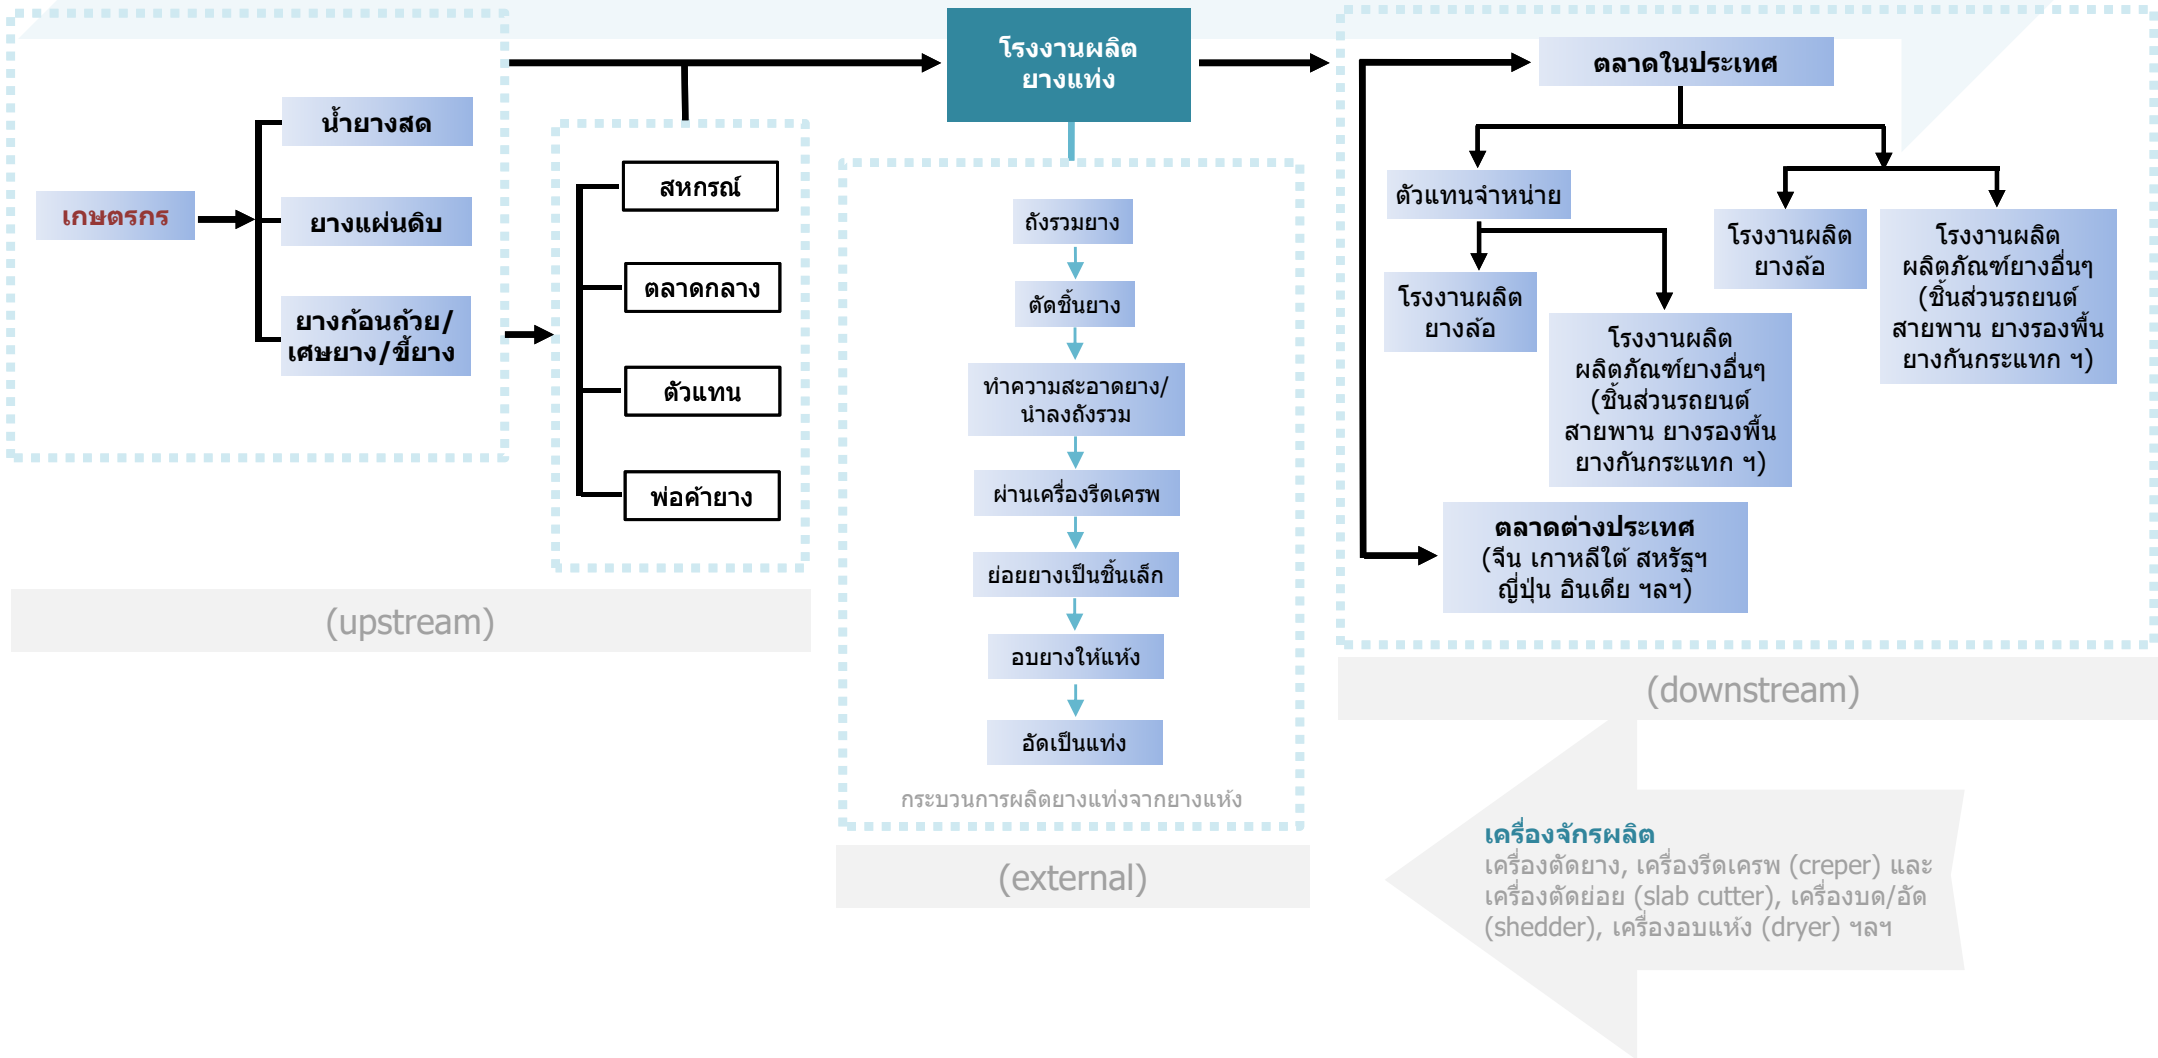 เกษตรกร
น้ำยางสด
ยางแผ่นดิบ
ยางก้อนถ้วย/
เศษยาง/ขี้ยาง
สหกรณ์
ตลาดกลาง
ตัวแทน
พ่อค้ายาง
(upstream)
โรงงานผลิต
ยางแท่ง
ถังรวมยาง
ตัดชิ้นยาง
ทำความสะอาดยาง/
นำลงถังรวม
ผ่านเครื่องรีดเครพ
ย่อยยางเป็นชิ้นเล็ก
อบยางให้แห้ง
อัดเป็นแท่ง
กระบวนการผลิตยางแท่งจากยางแห้ง
(external)
ตลาดในประเทศ
ตัวแทนจำหน่าย
โรงงานผลิต
ยางล้อ
โรงงานผลิต
ผลิตภัณฑ์ยางอื่นๆ
(ชิ้นส่วนรถยนต์
สายพาน ยางรองพื้น
ยางกันกระแทก ฯ)
โรงงานผลิต
ยางล้อ
โรงงานผลิต
ผลิตภัณฑ์ยางอื่นๆ
(ชิ้นส่วนรถยนต์
สายพาน ยางรองพื้น
ยางกันกระแทก ฯ)
ตลาดต่างประเทศ
(จีน เกาหลีใต้ สหรัฐฯ
ญี่ปุ่น อินเดีย ฯลฯ)
(downstream)
เครื่องจักรผลิต
เครื่องตัดยาง, เครื่องรีดเครพ (creper) และ
เครื่องตัดย่อย (slab cutter), เครื่องบด/อัด
(shedder), เครื่องอบแห้ง (dryer) ฯลฯ